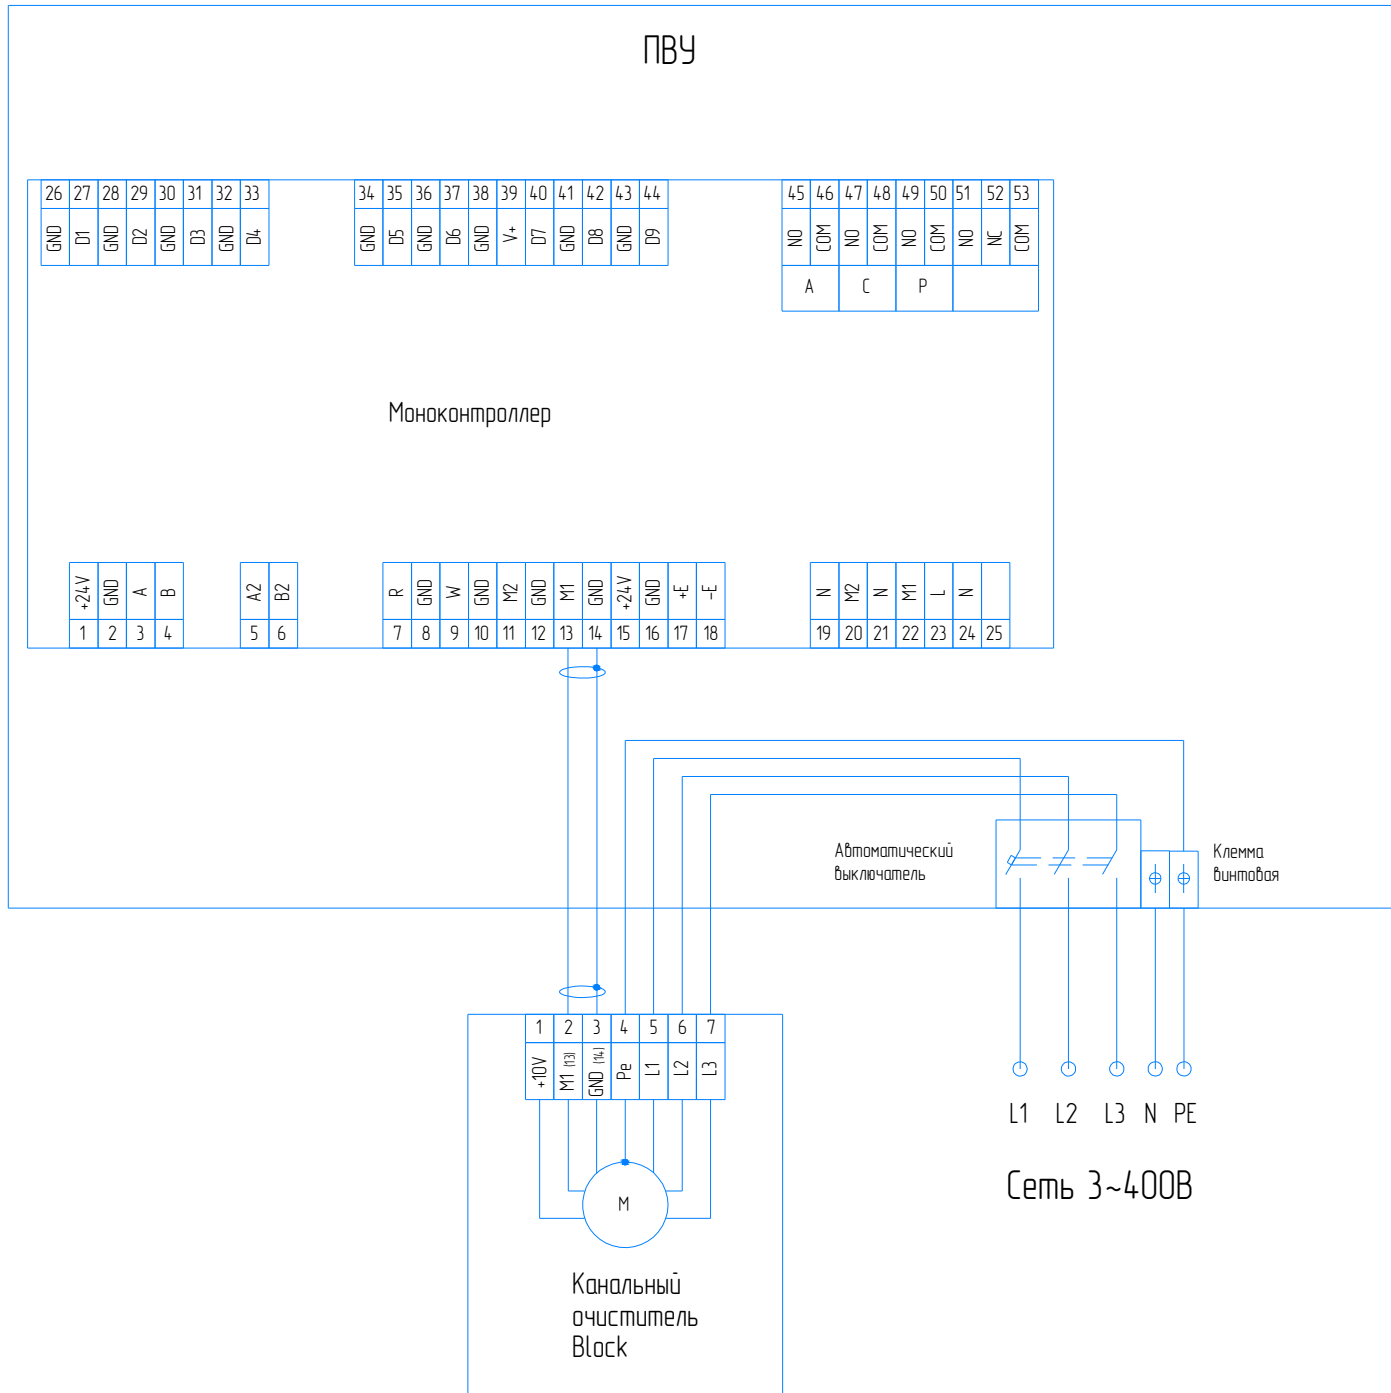 ПВУ
26 27 28 29 30 31 32 33
GND D1 GND D2 GND D3 GND D4
34 35 36 37 38 39 40 41 42 43 44
GND D5 GND D6 GND V+ D7 GND D8 GND D9
45 46 47 48 49 50 51 52 53
NO COM NO COM NO COM NO NC COM
A C P
Моноконтроллер
+24V GND A B
1 2 3 4
A2 B2
5 6
R GND W GND M2 GND M1 GND +24V GND +E -E
7 8 9 10 11 12 13 14 15 16 17 18
N M2 N M1 L N
19 20 21 22 23 24 25
Автоматический
выключатель
Клемма
винтовая
1 2 3 4 5 6 7
+10V M1 (13) GND (14) Pe L1 L2 L3
M
L1 L2 L3 N PE
Сеть 3~400В
Канальный
очиститель
Block